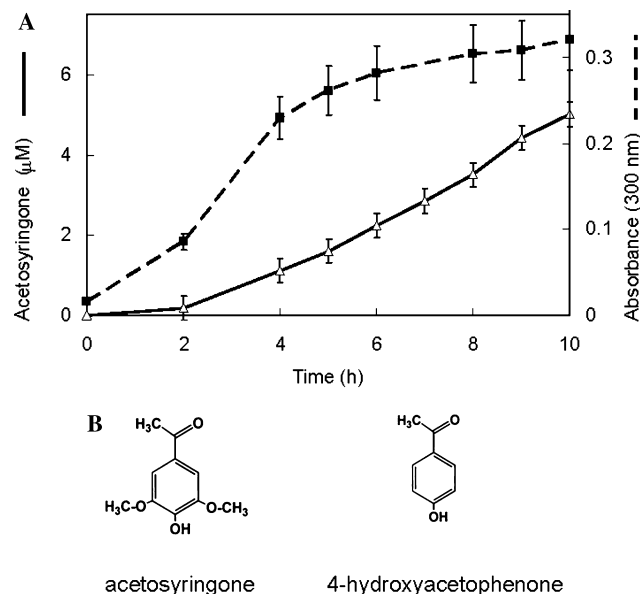 A
Acetosyringone (μM)
6
4
2
0
0
2
4
6
8
10
Time (h)
0.3
0.2
0.1
0
Absorbance (300 nm)
B
H₃C
O
H₃C-O
O-CH₃
OH
acetosyringone
H₃C
O
OH
4-hydroxyacetophenone